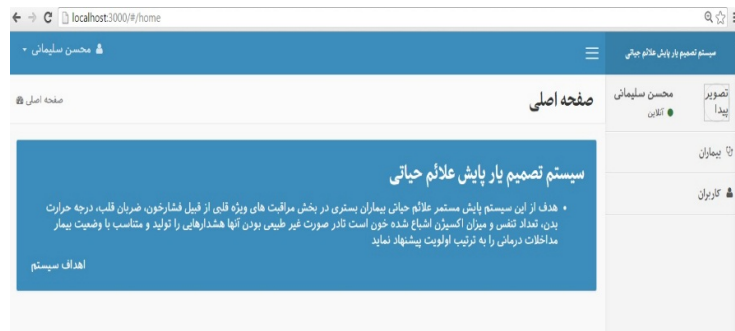 localhost:3000/#/home
سیستم تصمیم یار پایش علائم حیاتی
محسن سلیمانی
تصویر
پیدا
محسن سلیمانی
آنلاین
صفحه اصلی
صفحه اصلی
بیماران
کاربران
سیستم تصمیم یار پایش علائم حیاتی
• هدف از این سیستم پایش مستمر علائم حیاتی بیماران بستری در بخش مراقبت های ویژه قلبی از قبیل فشارخون، ضربان قلب، درجه حرارت
بدن، تعداد تنفس و میزان اکسیژن اشباع شده خون است تادر صورت غیر طبیعی بودن آنها هشدارهایی را تولید و متناسب با وضعیت بیمار
مداخلات درمانی را به ترتیب اولویت پیشنهاد نماید
اهداف سیستم